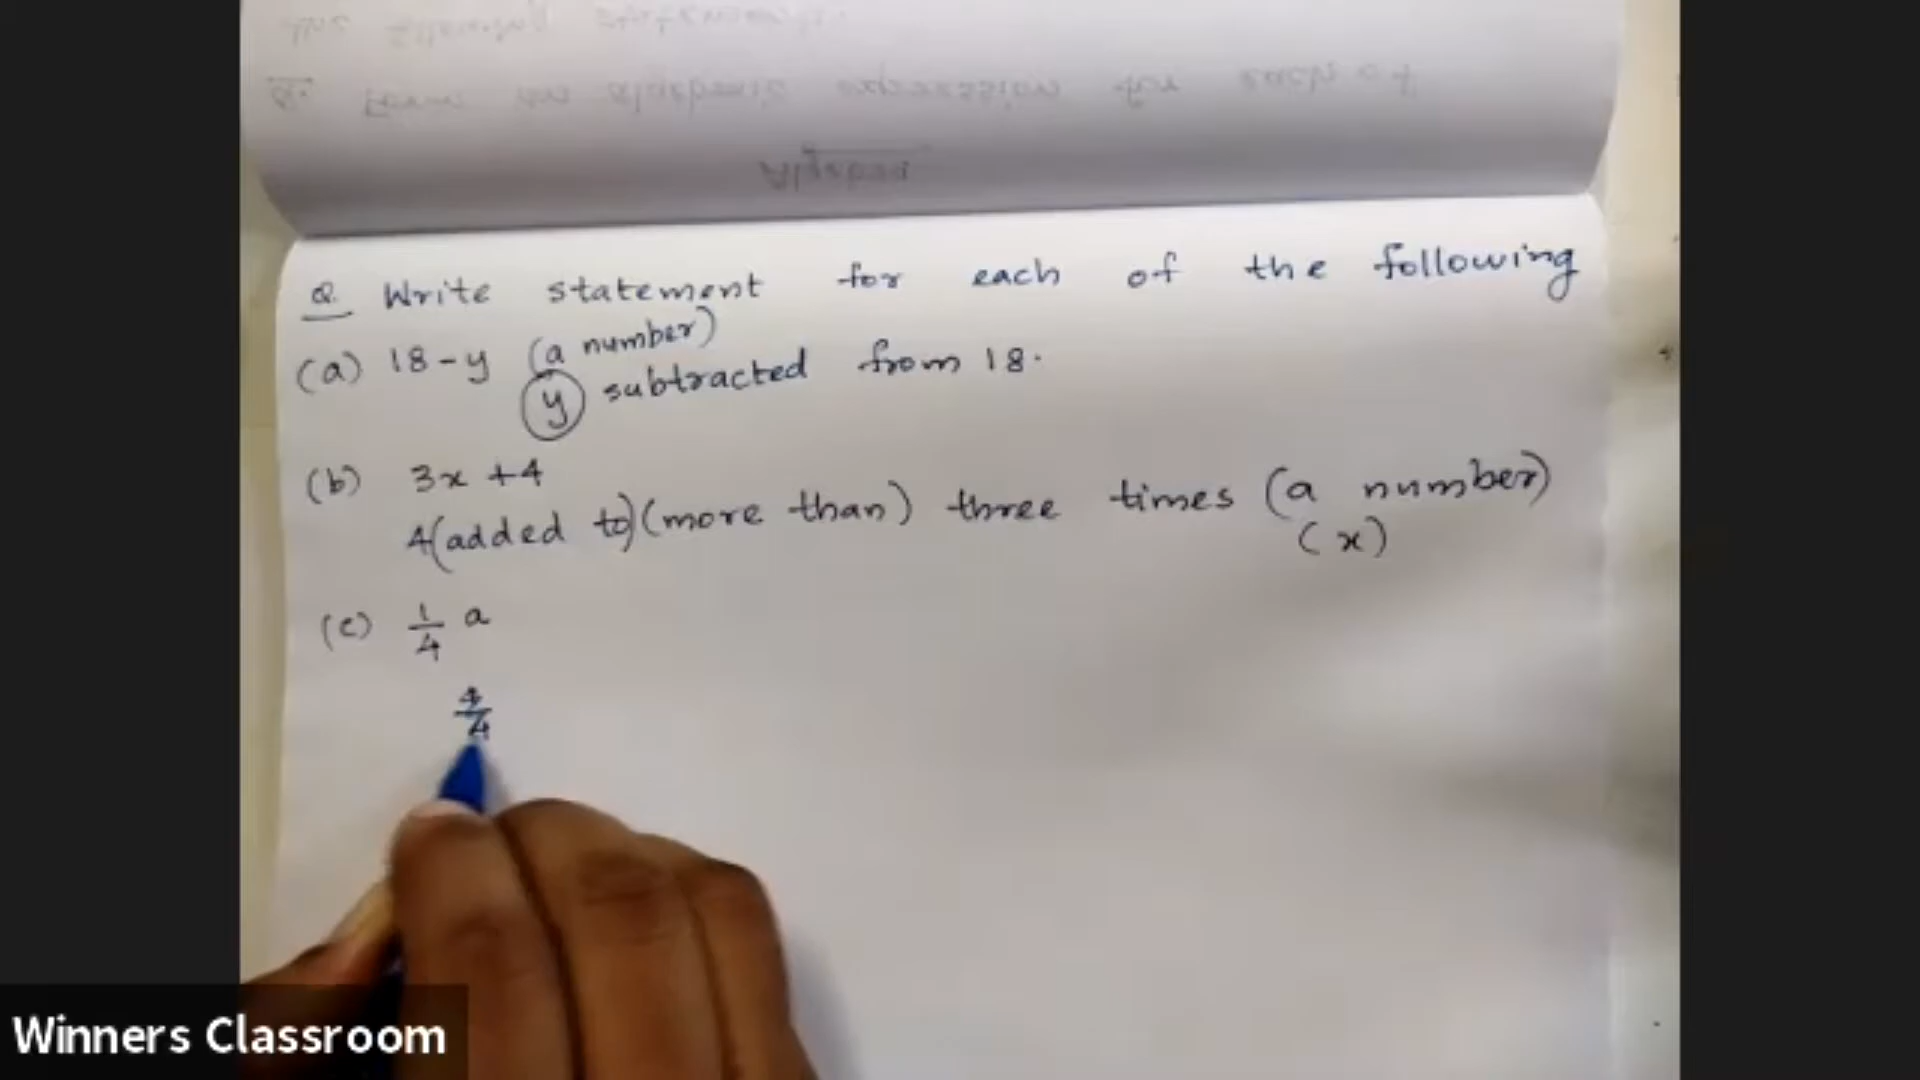 Q. Write statement for each of the following
(a) 18-y (a number)
y subtracted from 18.
(b) 3x +4
4(added to)(more than) three times (a number)
(x)
(c) 1/4 a
4/4
Winners Classroom